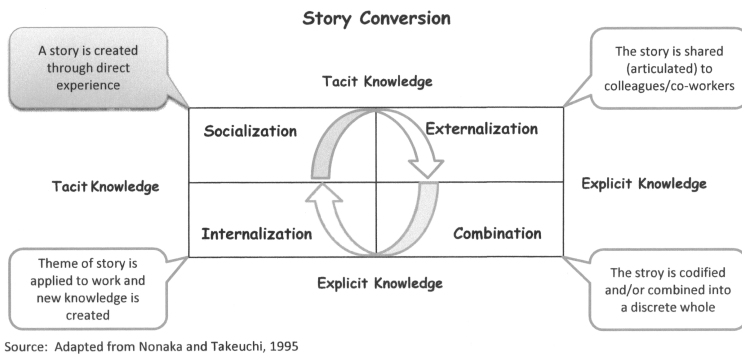 Story Conversion
A story is created
through direct
experience
The story is shared
(articulated) to
colleagues/co-workers
Tacit Knowledge
Socialization
Externalization
Tacit Knowledge
Explicit Knowledge
Internalization
Combination
Theme of story is
applied to work and
new knowledge is
created
Explicit Knowledge
The stroy is codified
and/or combined into
a discrete whole
Source: Adapted from Nonaka and Takeuchi, 1995